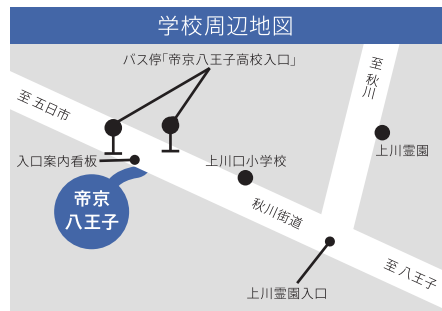 学校周辺地図
バス停「帝京八王子高校入口」
至 秋川
至 五日市
入口案内看板
上川口小学校
上川霊園
帝京
八王子
秋川街道
至 八王子
上川霊園入口